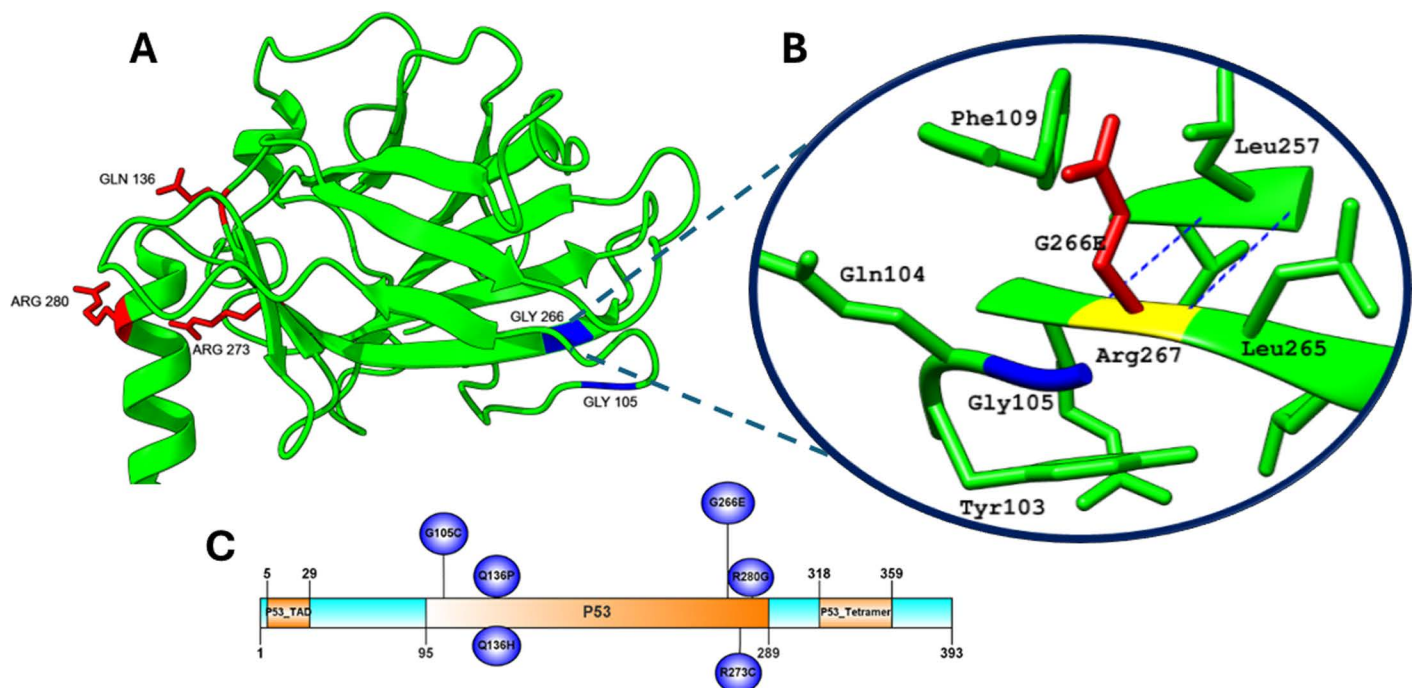 A
B
GLN 136
ARG 280
ARG 273
GLY 266
GLY 105
Phe109
Leu257
G266E
Gln104
Arg267
Leu265
Gly105
Tyr103
C
G105C
G266E
Q136P
R280G
5
29
318
359
P53_TAD
P53
P53_Tetramer
Q136H
R273C
1
95
289
393